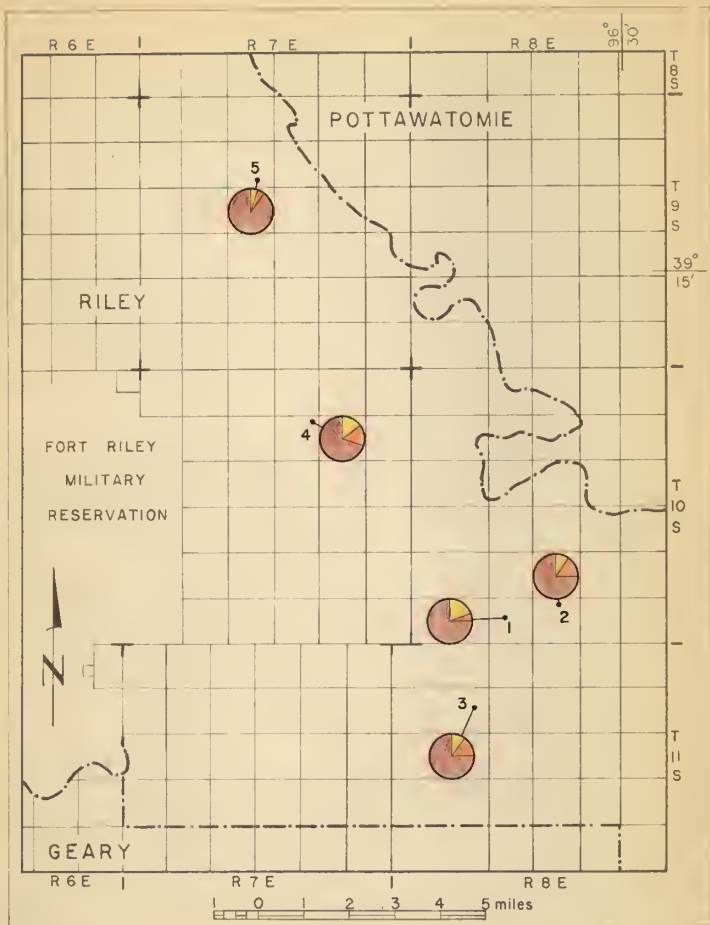 R 6 E
R 7 E
R 8 E
96°
30'
T
8
S
POTTAWATOMIE
5
T
9
S
39°
15'
RILEY
4
FORT RILEY
MILITARY
RESERVATION
T
10
S
2
1
N
3
T
11
S
GEARY
R 6 E
R 7 E
R 8 E
1 0 1 2 3 4 5 miles